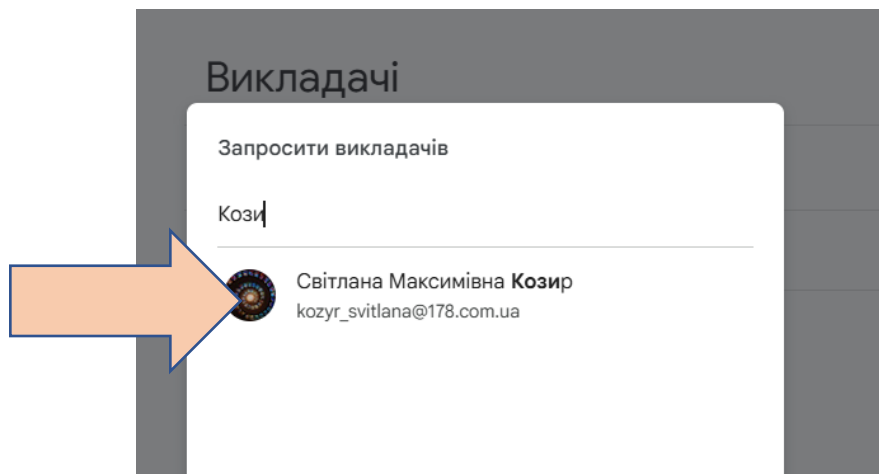 Викладачі
Запросити викладачів
Кози
Світлана Максимівна Козир
kozyr_svitlana@178.com.ua